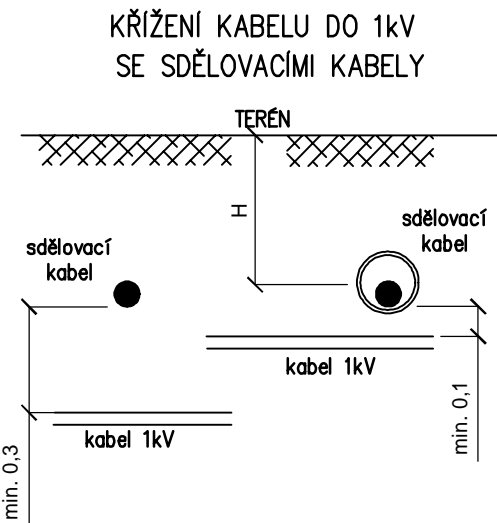 KŘÍŽENÍ KABELU DO 1kV
SE SDĚLOVACÍMI KABELY
TERÉN
H
sdělovací
kabel
sdělovací
kabel
kabel 1kV
min. 0,1
kabel 1kV
min. 0,3